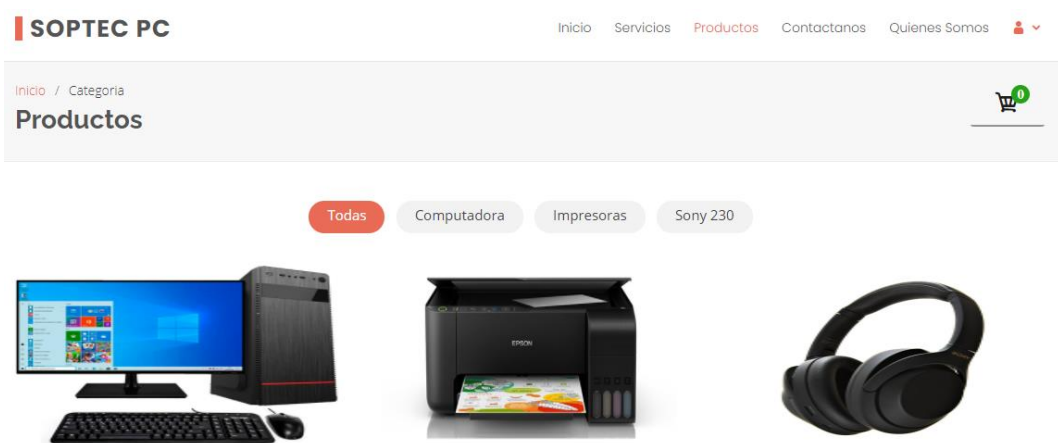 SOPTEC PC
Inicio Servicios Productos Contactanos Quienes Somos
Inicio / Categoria
0
Productos
Todas Computadora Impresoras Sony 230
EPSON